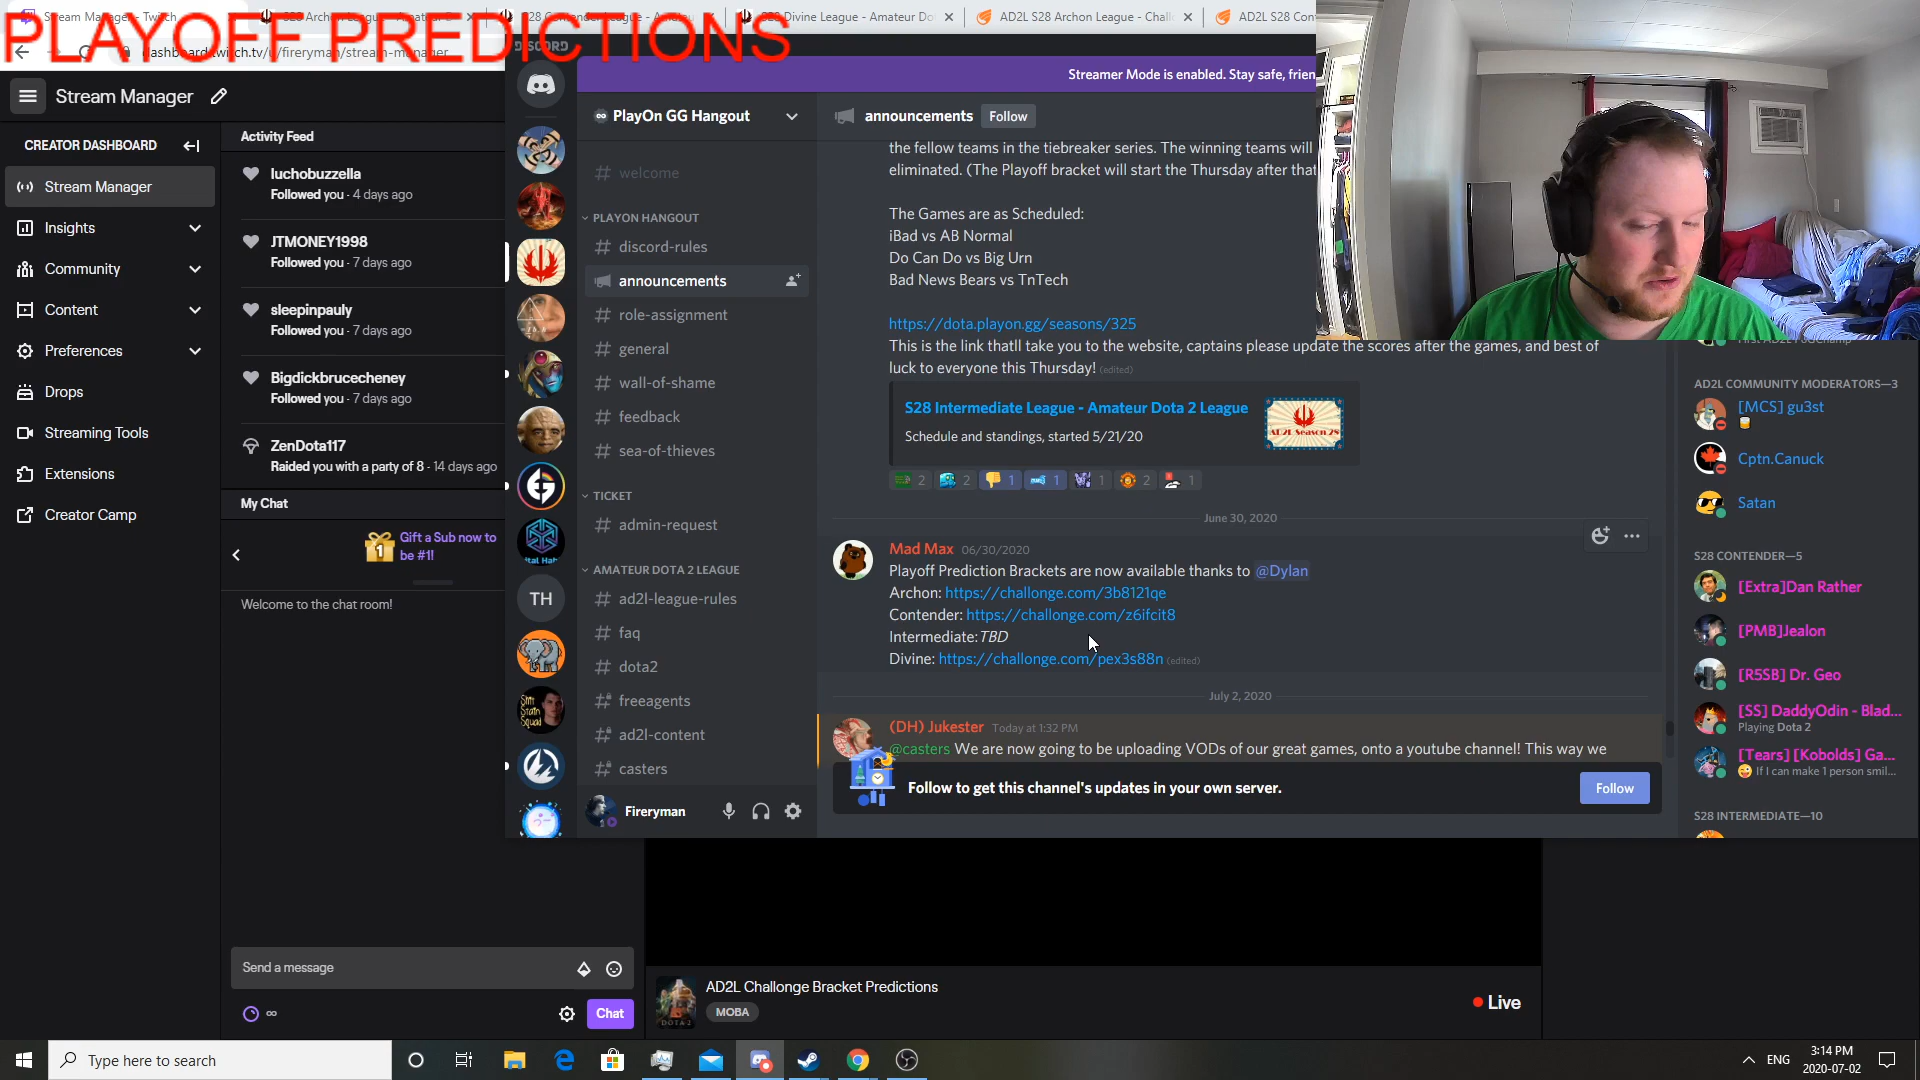 PLAYOFF PREDICTIONS
Stream Manager - Twitch
S28 Archon League - Amateur D
S28 Contender League - Amateu
S28 Divine League - Amateur Do
AD2L S28 Archon League - Chall
AD2L S28 Con
dashboard.twitch.tv/u/fireryman/stream-manager
Stream Manager
CREATOR DASHBOARD
Stream Manager
Insights
Community
Content
Preferences
Drops
Streaming Tools
Extensions
Creator Camp
Activity Feed
luchobuzzella
Followed you - 4 days ago
JTMONEY1998
Followed you - 7 days ago
sleepinpauly
Followed you - 7 days ago
Bigdickbrucecheney
Followed you - 7 days ago
ZenDota117
Raided you with a party of 8 - 14 days ago
My Chat
1
Gift a Sub now to
be #1!
Welcome to the chat room!
Send a message
Chat
DISCORD
TH
PlayOn GG Hangout
welcome
PLAYON HANGOUT
discord-rules
announcements
role-assignment
general
wall-of-shame
feedback
sea-of-thieves
TICKET
admin-request
AMATEUR DOTA 2 LEAGUE
ad2l-league-rules
faq
dota2
freeagents
ad2l-content
casters
Fireryman
Streamer Mode is enabled. Stay safe, frien
announcements
Follow
the fellow teams in the tiebreaker series. The winning teams will
eliminated. (The Playoff bracket will start the Thursday after that
The Games are as Scheduled:
iBad vs AB Normal
Do Can Do vs Big Urn
Bad News Bears vs TnTech
https://dota.playon.gg/seasons/325
This is the link thatll take you to the website, captains please update the scores after the games, and best of
luck to everyone this Thursday! (edited)
S28 Intermediate League - Amateur Dota 2 League
Schedule and standings, started 5/21/20
AD2L Season 28
2
2
1
1
1
2
1
June 30, 2020
Mad Max 06/30/2020
Playoff Prediction Brackets are now available thanks to @Dylan
Archon: https://challonge.com/3b8121qe
Contender: https://challonge.com/z6ifcit8
Intermediate: TBD
Divine: https://challonge.com/pex3s88n (edited)
July 2, 2020
(DH) Jukester Today at 1:32 PM
@casters We are now going to be uploading VODs of our great games, onto a youtube channel! This way we
Follow to get this channel's updates in your own server.
Follow
AD2L COMMUNITY MODERATORS—3
[MCS] gu3st
Cptn.Canuck
Satan
S28 CONTENDER—5
[Extra]Dan Rather
[PMB]Jealon
[R5SB] Dr. Geo
[SS] DaddyOdin - Blad...
Playing Dota 2
[Tears] [Kobolds] Ga...
If I can make 1 person smil...
S28 INTERMEDIATE—10
DOTA 2
AD2L Challonge Bracket Predictions
MOBA
Live
Type here to search
ENG
3:14 PM
2020-07-02